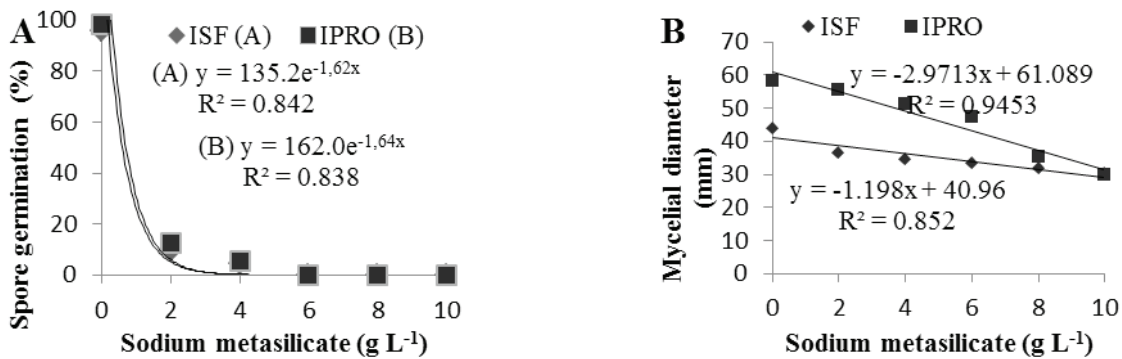 A
100
80
60
40
20
0
Spore germination (%)
ISF (A) IPRO (B)
(A) y = 135.2e^-1,62x
R² = 0.842
(B) y = 162.0e^-1,64x
R² = 0.838
0 2 4 6 8 10
Sodium metasilicate (g L⁻¹)
B
70
60
50
40
30
20
10
0
Mycelial diameter
(mm)
ISF IPRO
y = -2.9713x + 61.089
R² = 0.9453
y = -1.198x + 40.96
R² = 0.852
0 2 4 6 8 10
Sodium metasilicate (g L⁻¹)